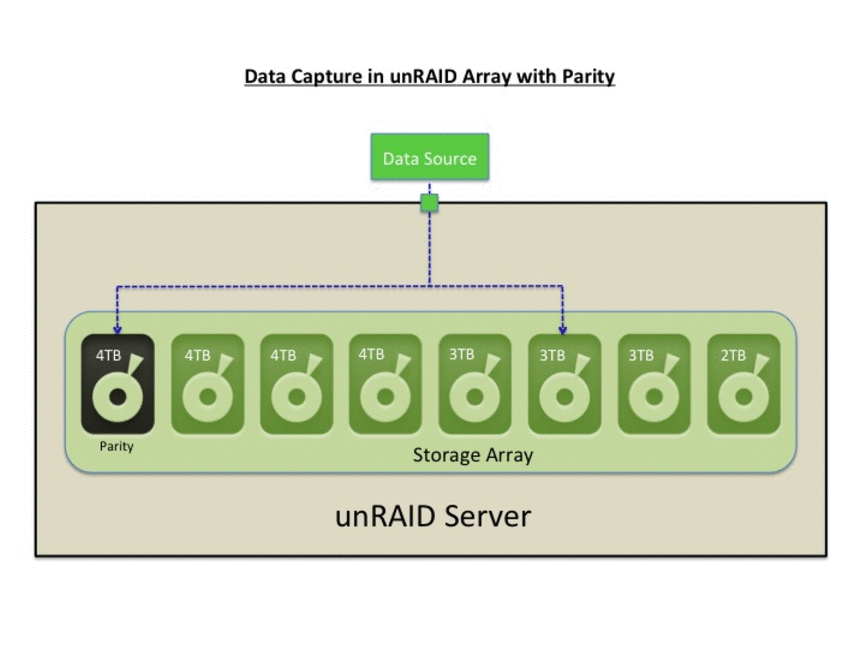 Data Capture in unRAID Array with Parity
Data Source
4TB
4TB
4TB
4TB
3TB
3TB
3TB
2TB
Parity
Storage Array
unRAID Server